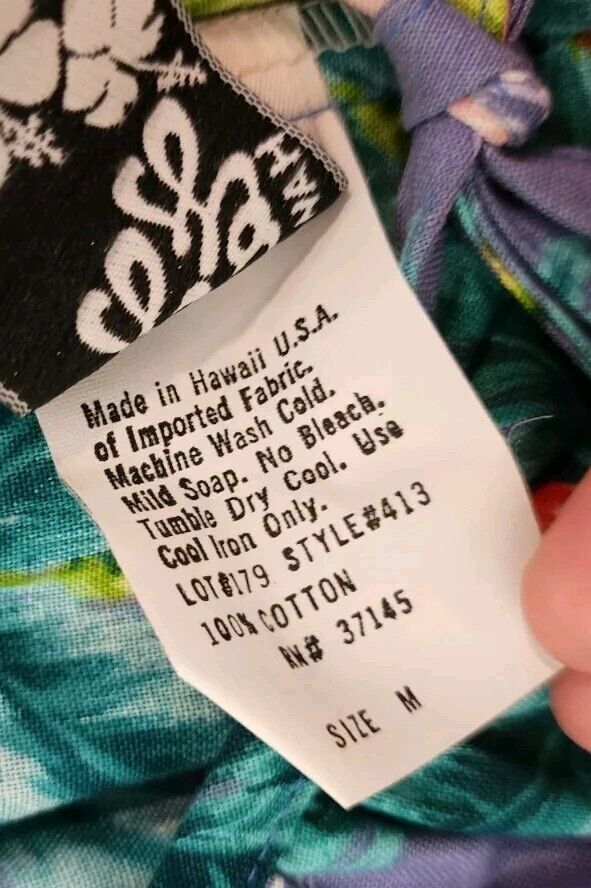 WAII
Made in Hawaii U.S.A.
of Imported Fabric.
Machine Wash Cold.
Mild Soap. No Bleach.
Tumble Dry Cool. Use
Cool Iron Only.
LOT#179 STYLE#413
100% COTTON
RN# 37145
SIZE M